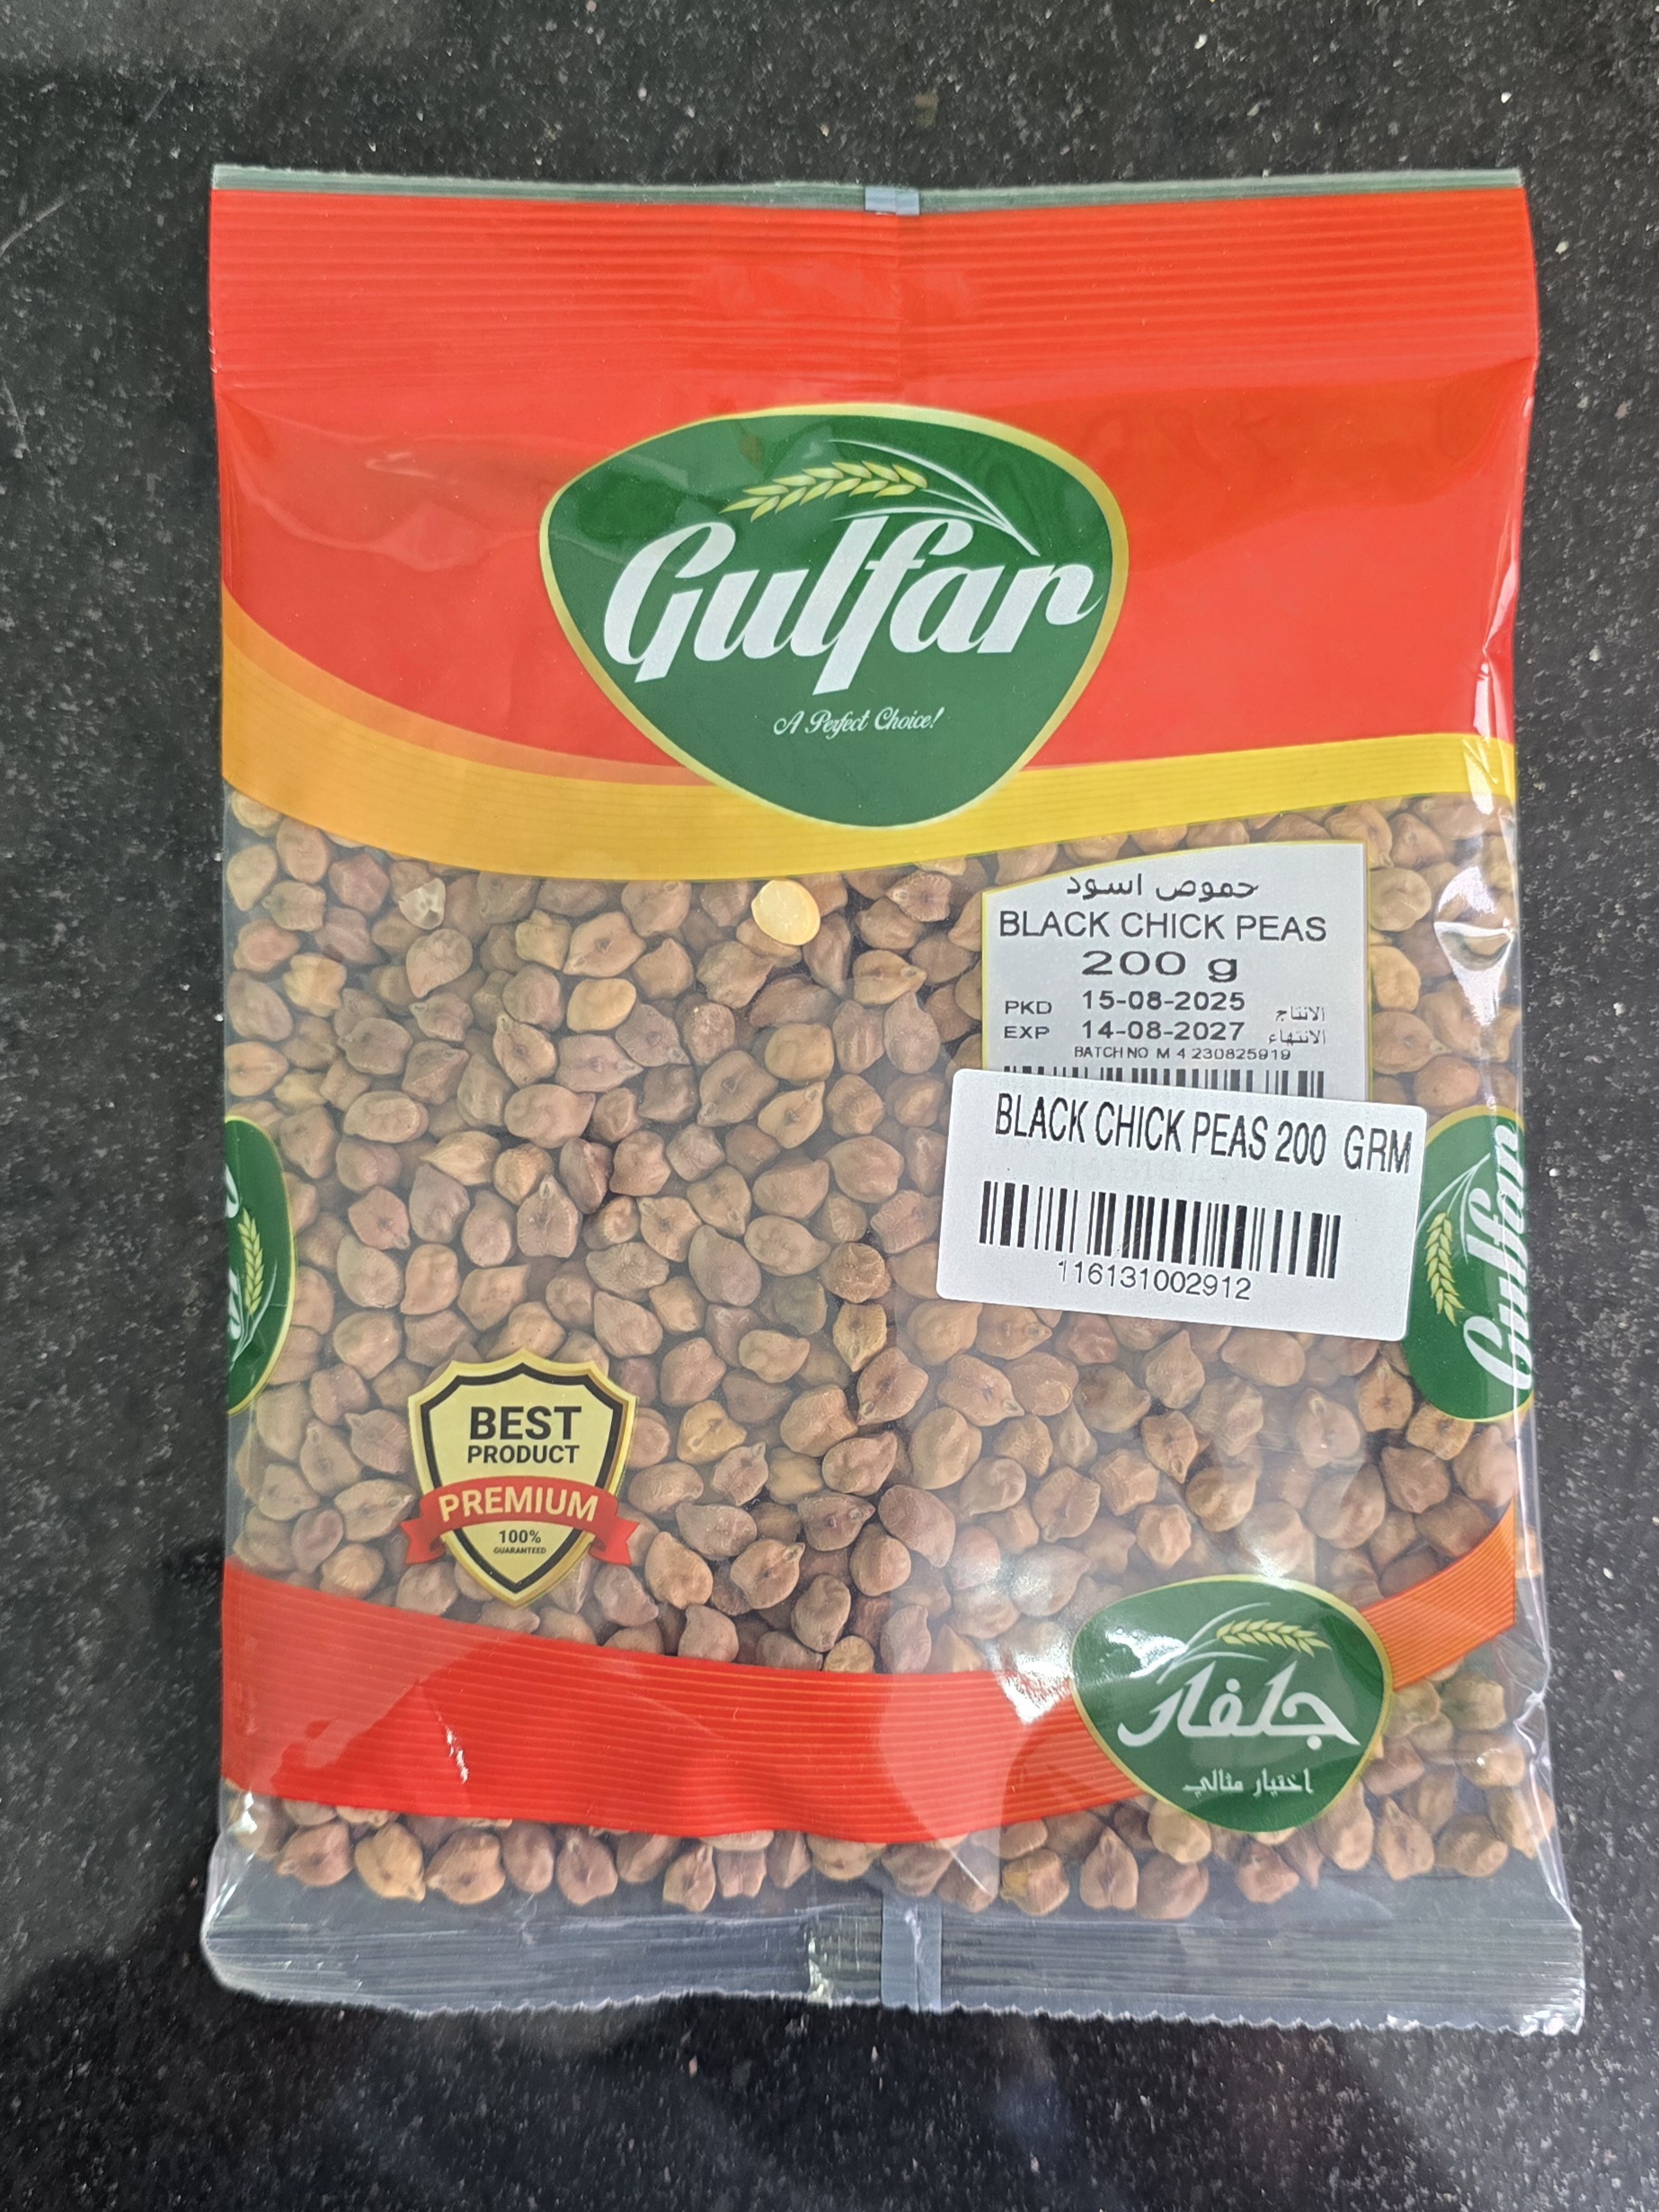 Gulfar
A Perfect Choice!
حموص اسود
BLACK CHICK PEAS
200 g
PKD 15-08-2025 الانتاج
EXP 14-08-2027 الانتهاء
BATCH NO M 4 230825919
BLACK CHICK PEAS 200 GRM
116131002912
Gulfar
BEST
PRODUCT
PREMIUM
100%
GUARANTEED
جلفار
اختيار مثالي